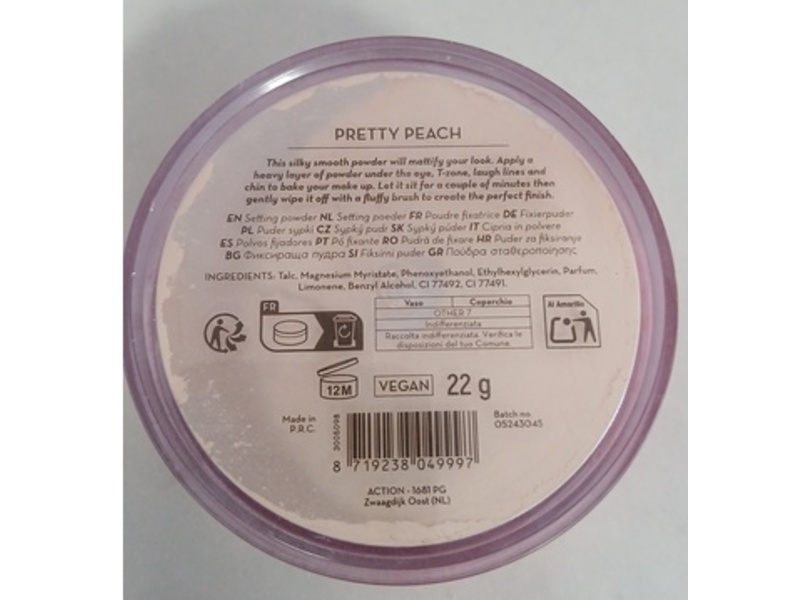 PRETTY PEACH
This silky smooth powder will mattify your look. Apply a
heavy layer of powder under the eye, T-zone, laugh lines and
chin to bake your make up. Let it sit for a couple of minutes then
gently wipe it off with a fluffy brush to create the perfect finish.
EN Setting powder NL Setting poeder FR Poudre fixatrice DE Fixierpuder
PL Puder sypki CZ Sypký pudr SK Sypký púder IT Cipria in polvere
ES Polvos fijadores PT Pó fixante RO Pudră de fixare HR Puder za fiksiranje
BG Фиксираща пудра SI Fiksirni puder GR Πούδρα σταθεροποίησης
INGREDIENTS: Talc, Magnesium Myristate, Phenoxyethanol, Ethylhexylglycerin, Parfum.
Limonene, Benzyl Alcohol, CI 77492, CI 77491.
FR
Vaso Coperchio
OTHER 7
Indifferenziata
Raccolta indifferenziata. Verifica le
disposizioni del tuo Comune.
Al Amarillo
12M
VEGAN
22 g
Made in
P.R.C.
3006098
8 719238 049997
Batch no
05243045
ACTION - 1681 PG
Zwaagdijk Oost (NL)